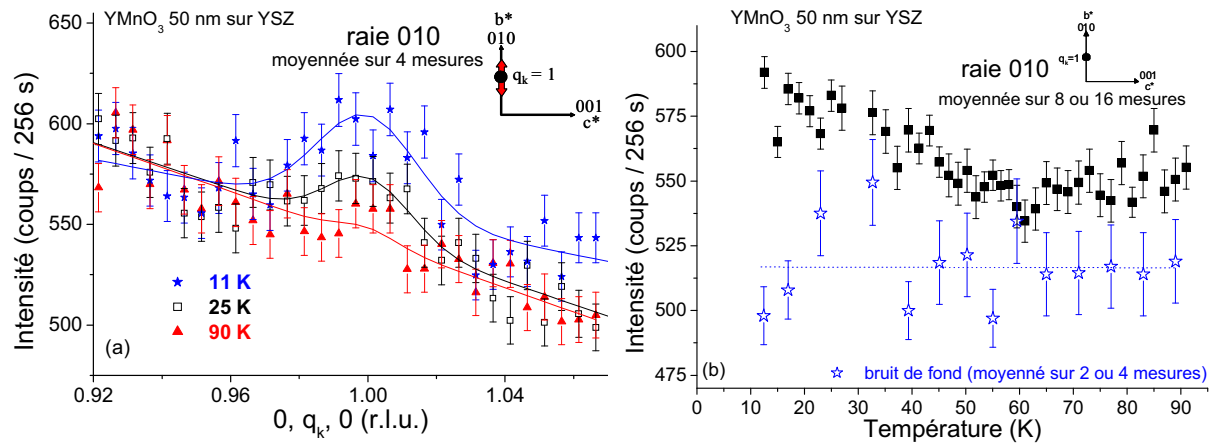 YMnO3 50 nm sur YSZ
raie 010
moyennée sur 4 mesures
b*
010
qk = 1
001
c*
650
600
550
500
Intensité (coups / 256 s)
11 K
25 K
90 K
(a)
0.92
0.96
1.00
1.04
0, qk, 0 (r.l.u.)
YMnO3 50 nm sur YSZ
b*
010
qk=1
001
c*
raie 010
moyennée sur 8 ou 16 mesures
600
575
550
525
500
475
Intensité (coups / 256 s)
(b)
bruit de fond (moyenné sur 2 ou 4 mesures)
0
10
20
30
40
50
60
70
80
90
Température (K)